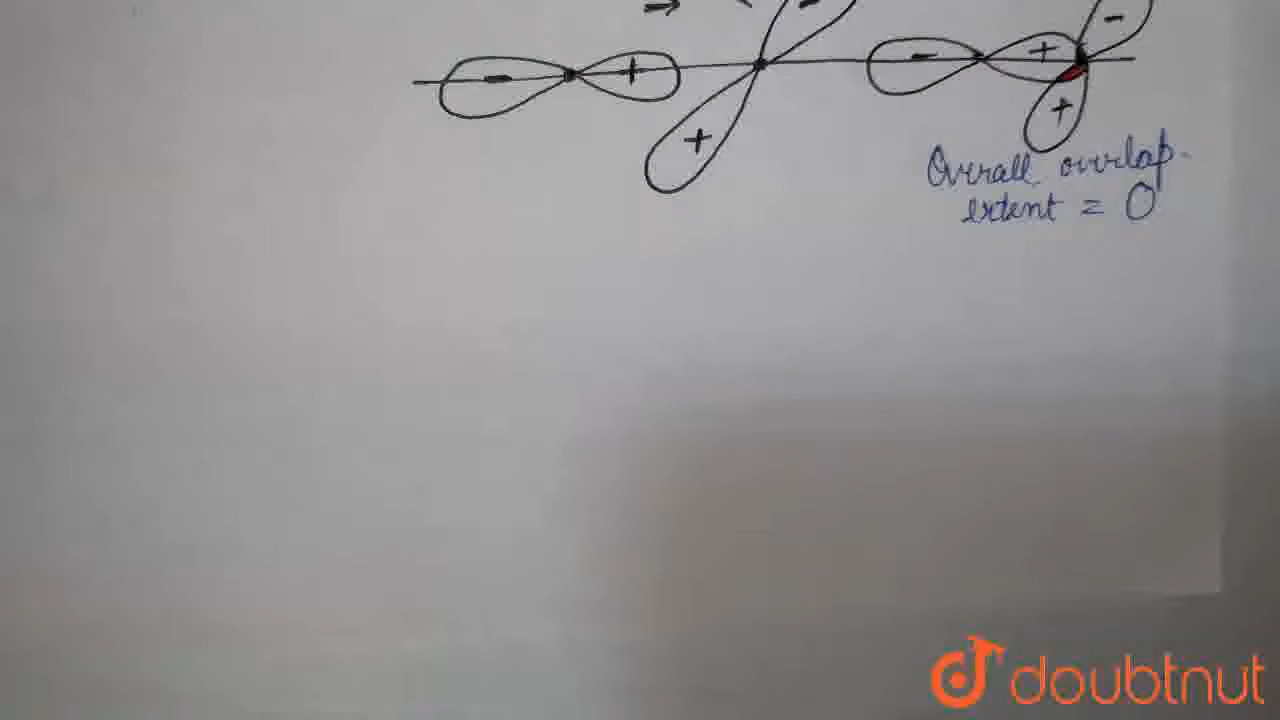 →
-
- + - + -
+ +
Overall overlap.
extent = 0
doubtnut